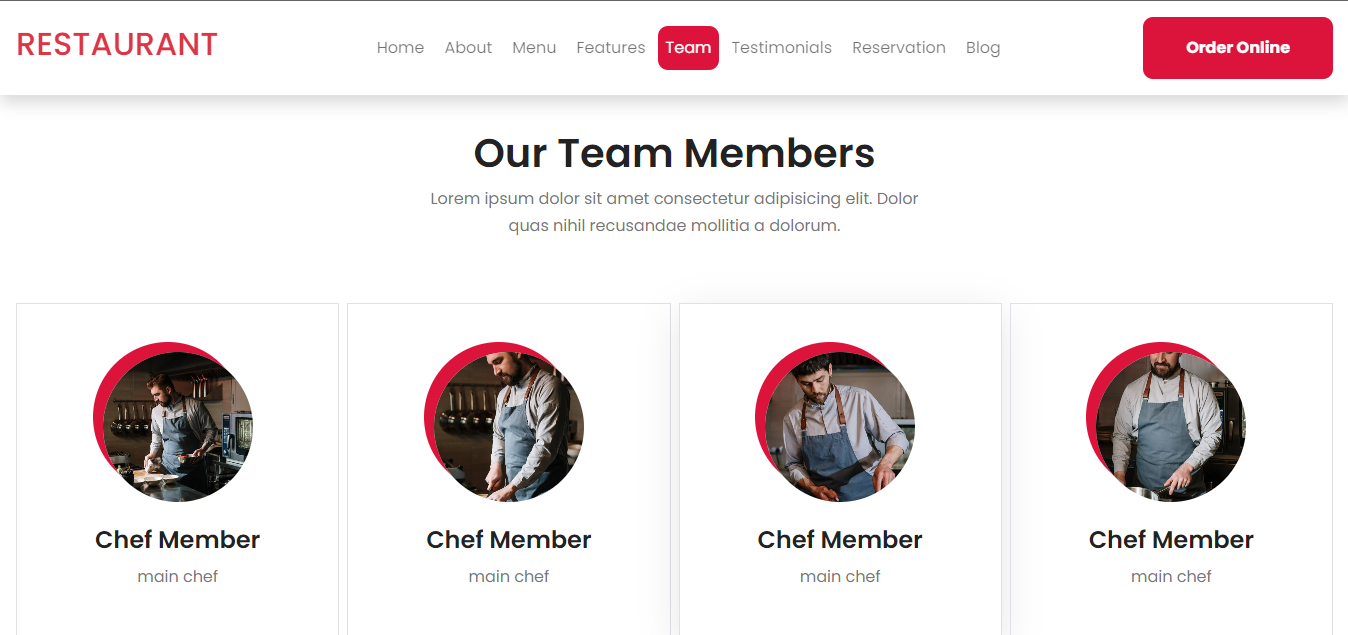 RESTAURANT
Home About Menu Features Team Testimonials Reservation Blog
Order Online
Our Team Members
Lorem ipsum dolor sit amet consectetur adipisicing elit. Dolor
quas nihil recusandae mollitia a dolorum.
Chef Member
main chef
Chef Member
main chef
Chef Member
main chef
Chef Member
main chef